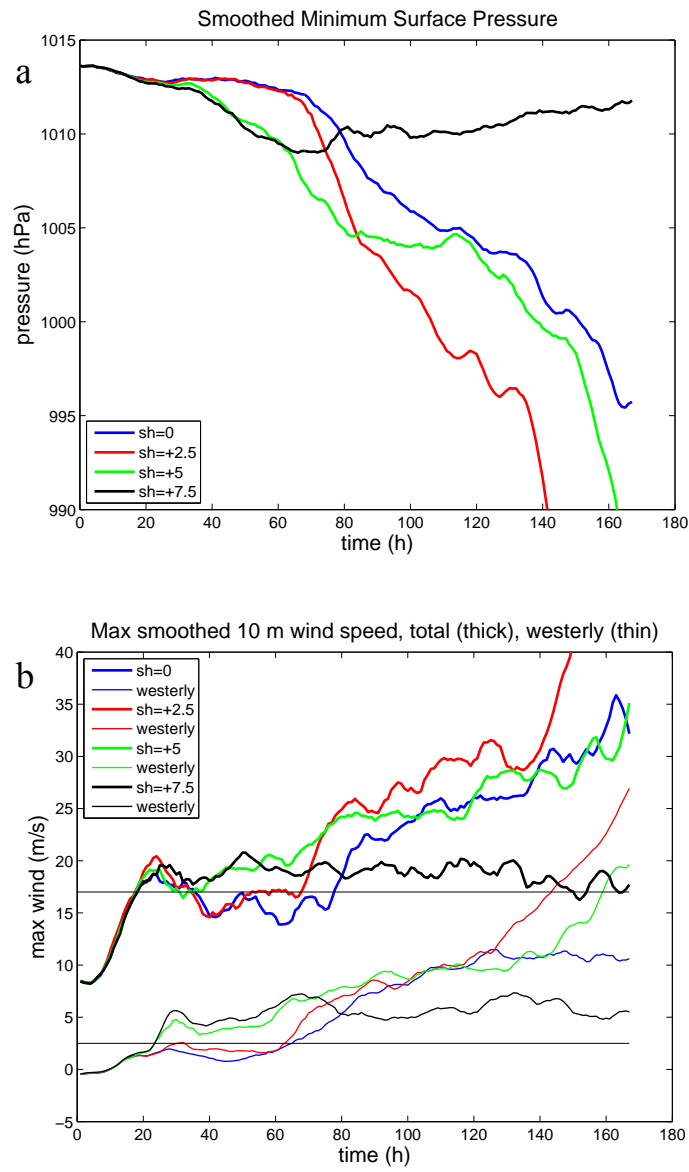 Smoothed Minimum Surface Pressure
a
1015
1010
1005
1000
995
990
pressure (hPa)
sh=0
sh=+2.5
sh=+5
sh=+7.5
0 20 40 60 80 100 120 140 160 180
time (h)
Max smoothed 10 m wind speed, total (thick), westerly (thin)
b
40
35
30
25
20
15
10
5
0
−5
max wind (m/s)
sh=0
westerly
sh=+2.5
westerly
sh=+5
westerly
sh=+7.5
westerly
0 20 40 60 80 100 120 140 160 180
time (h)